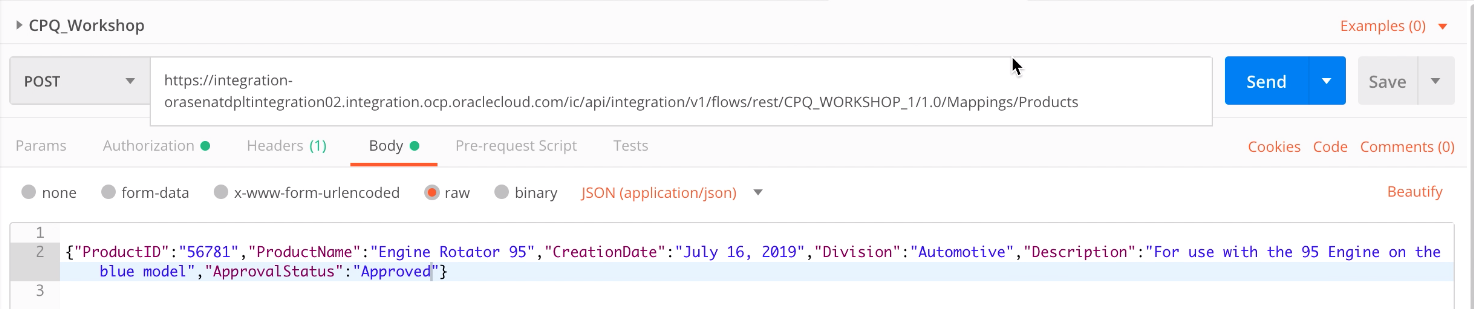 CPQ_Workshop
Examples (0)
POST
https://integration-
orasenatdpltintegration02.integration.ocp.oraclecloud.com/ic/api/integration/v1/flows/rest/CPQ_WORKSHOP_1/1.0/Mappings/Products
Send
Save
Params Authorization Headers (1) Body Pre-request Script Tests
Cookies Code Comments (0)
none form-data x-www-form-urlencoded raw binary JSON (application/json)
Beautify
1
2 {"ProductID":"56781","ProductName":"Engine Rotator 95","CreationDate":"July 16, 2019","Division":"Automotive","Description":"For use with the 95 Engine on the
blue model","ApprovalStatus":"Approved"}
3